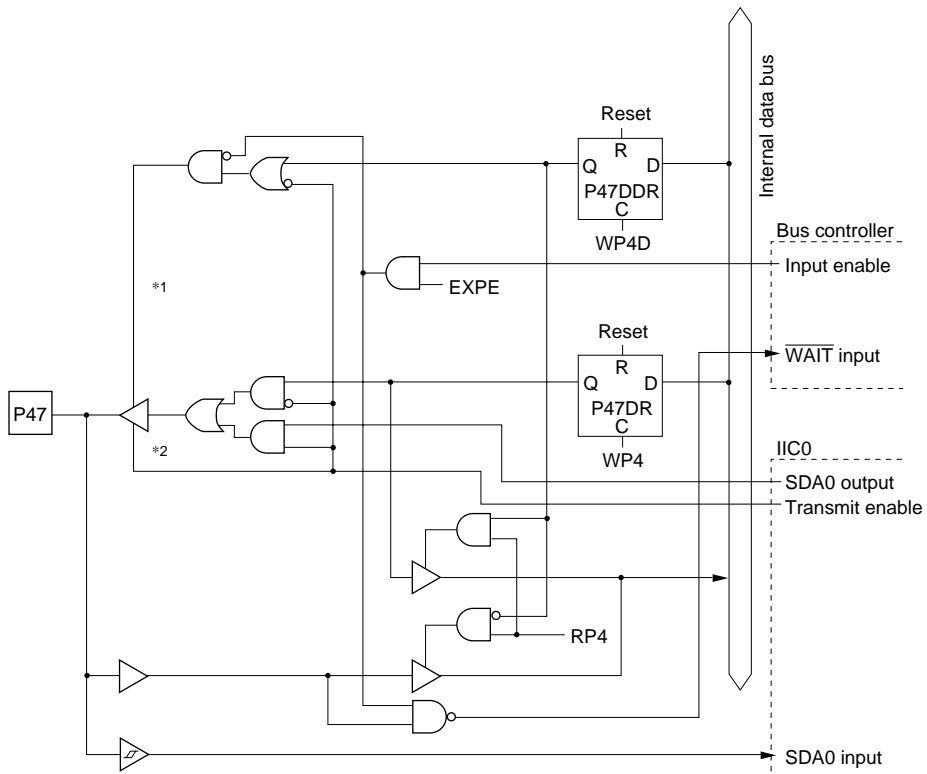 Internal data bus
Reset
R
Q D
P47DDR
C
WP4D
Bus controller
Input enable
EXPE
*1
Reset
WAIT input
R
Q D
P47
P47DR
C
*2
WP4
IIC0
SDA0 output
Transmit enable
RP4
SDA0 input